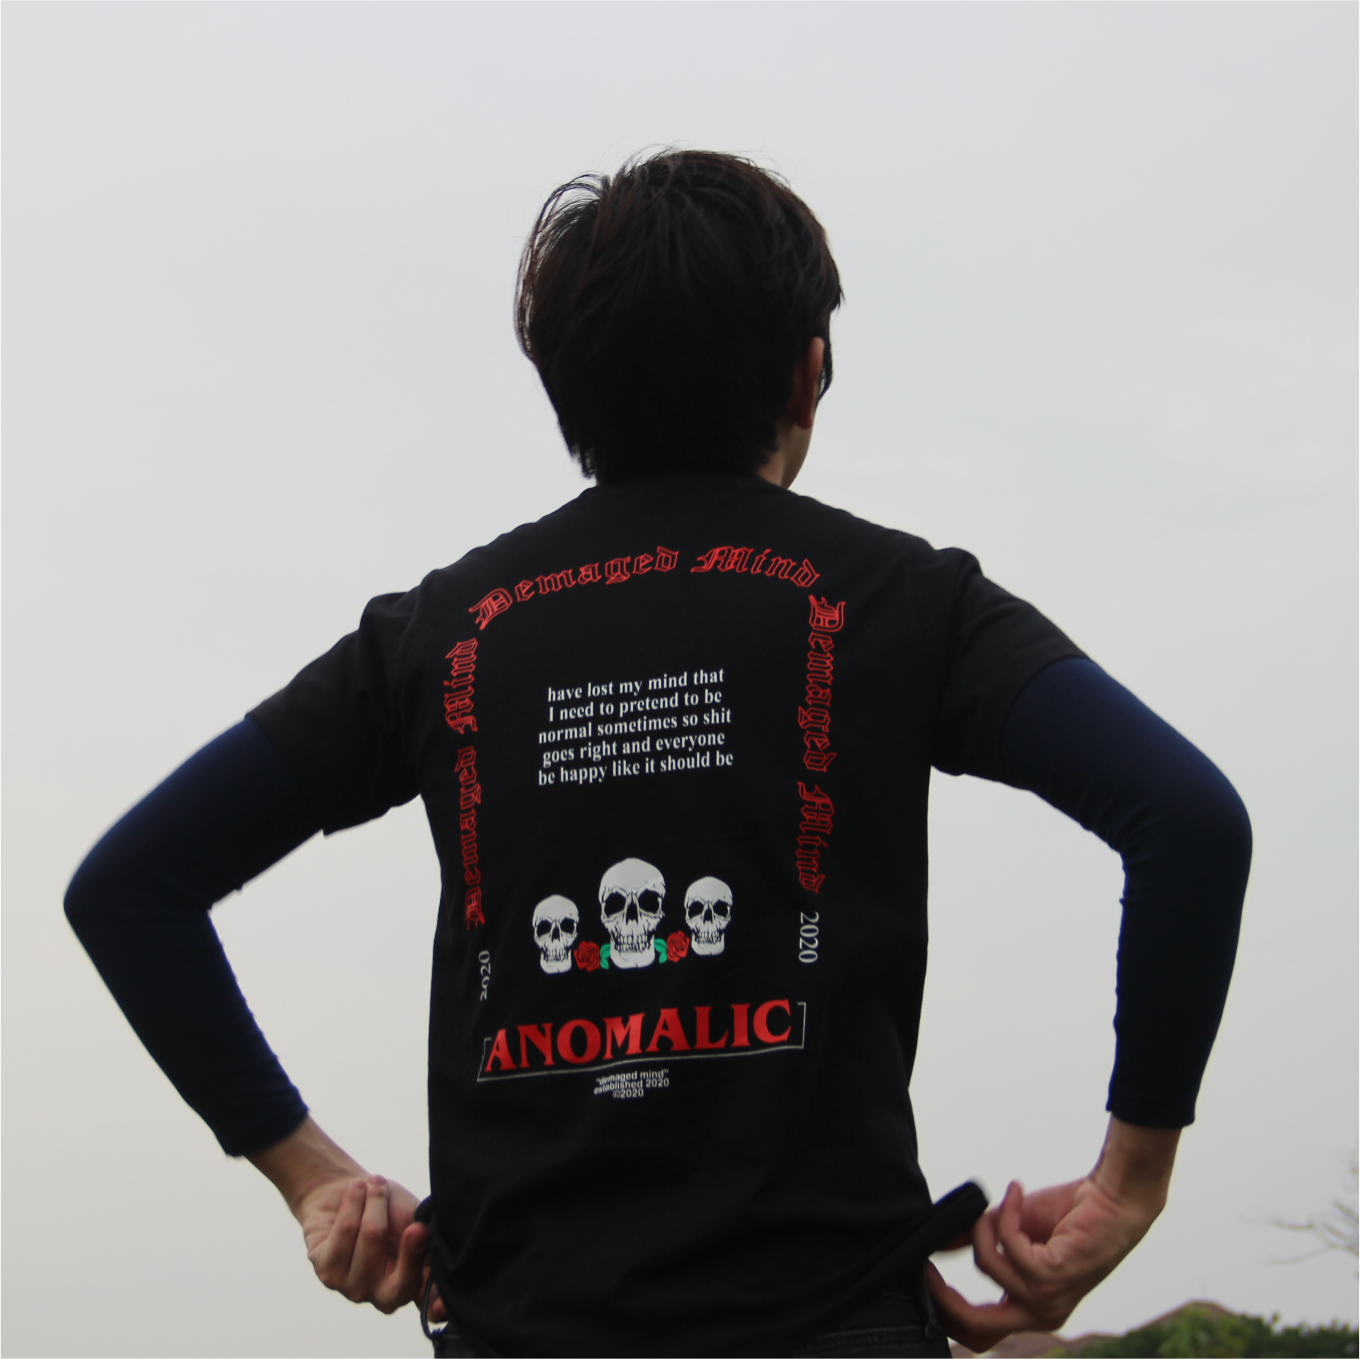 Demaged Mind
Demaged Mind
Demaged Mind
have lost my mind that
I need to pretend to be
normal sometimes so shit
goes right and everyone
be happy like it should be
2020
2020
ANOMALIC
"demaged mind"
established 2020
©2020